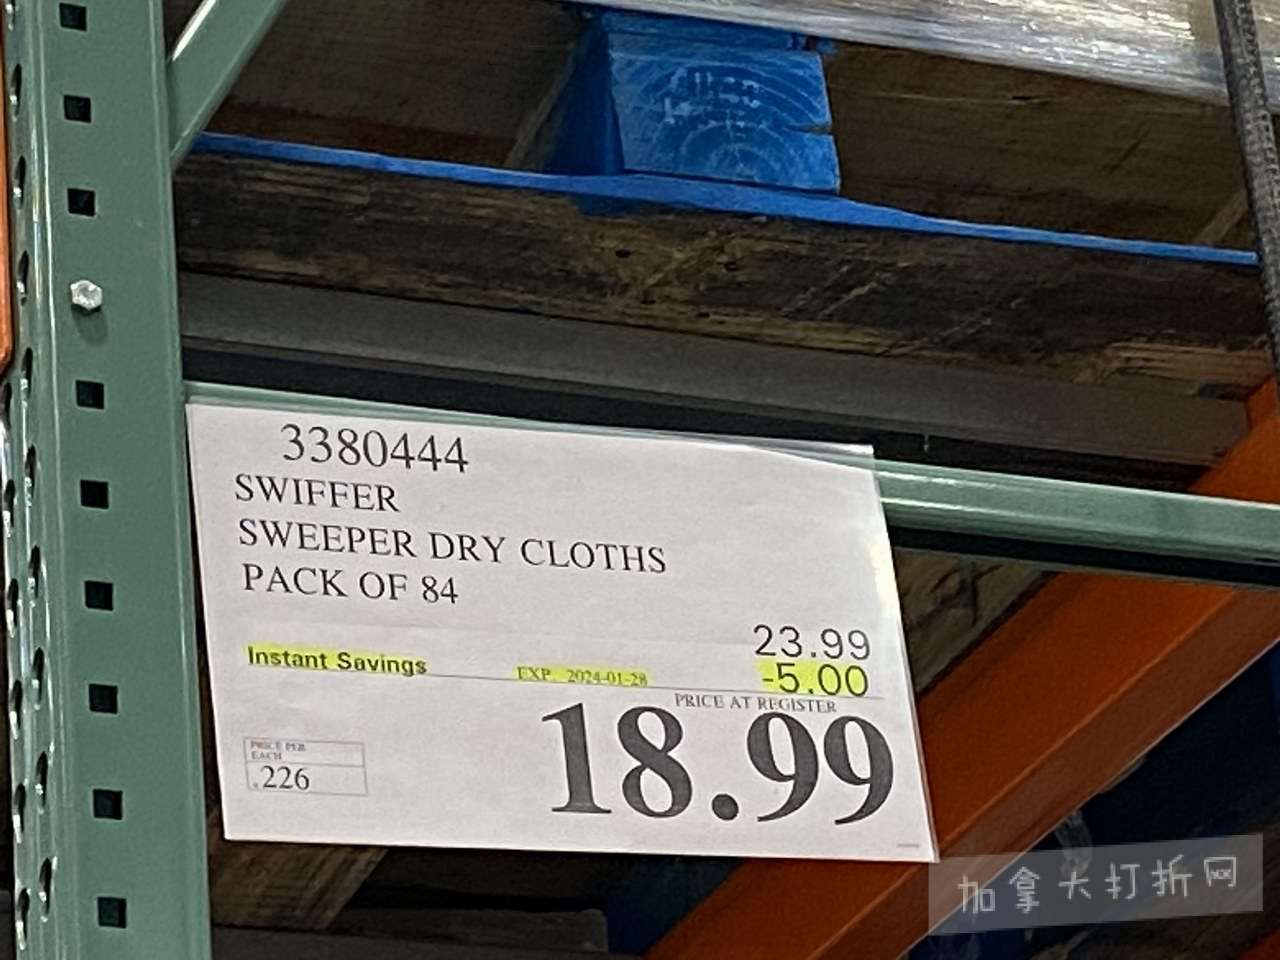 3380444
SWIFFER
SWEEPER DRY CLOTHS
PACK OF 84
23.99
Instant Savings EXP. 2024-01-28 -5.00
PRICE AT REGISTER
18.99
PRICE PER
EACH
.226
加拿大打折网